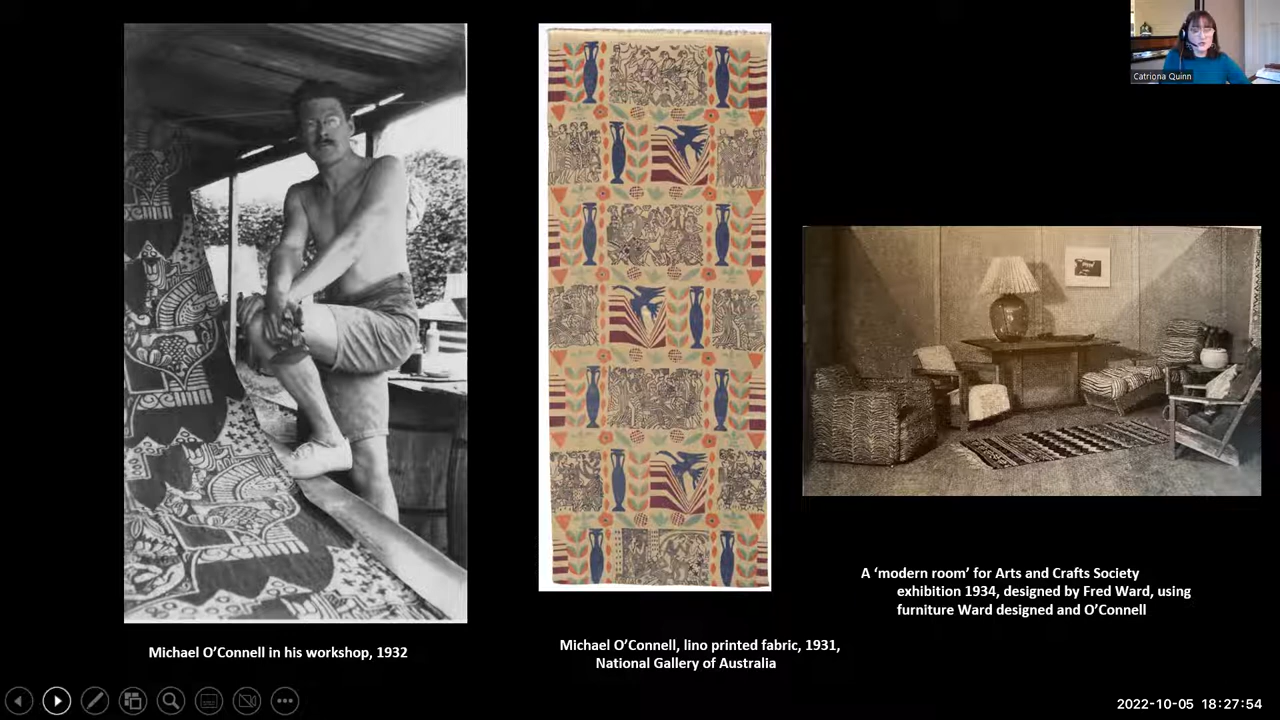 Catriona Quinn
Michael O'Connell in his workshop, 1932
Michael O'Connell, lino printed fabric, 1931,
National Gallery of Australia
A ‘modern room’ for Arts and Crafts Society
exhibition 1934, designed by Fred Ward, using
furniture Ward designed and O'Connell
2022-10-05 18:27:54